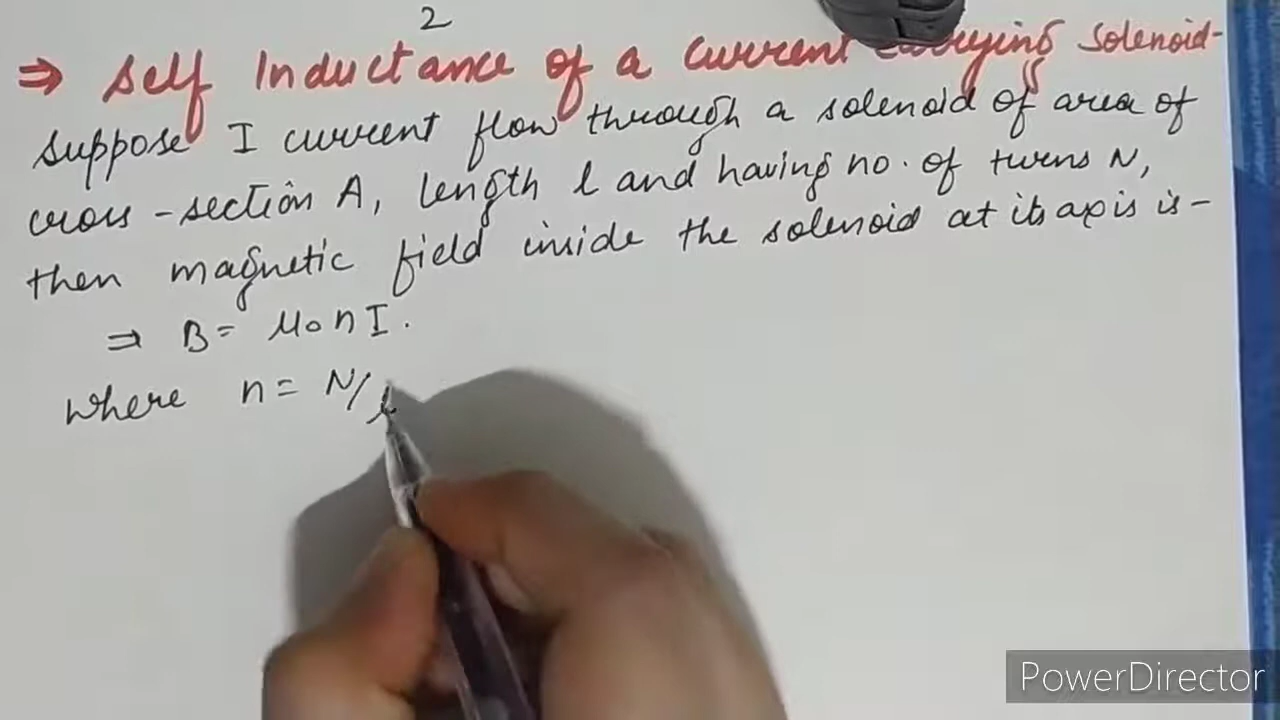 2
⇒ Self Inductance of a current carrying Solenoid-
Suppose I current flow through a solenoid of area of
cross-section A, length l and having no. of turns N,
then magnetic field inside the solenoid at its axis is-
⇒ B = μ0 n I.
where n = N/l
PowerDirector